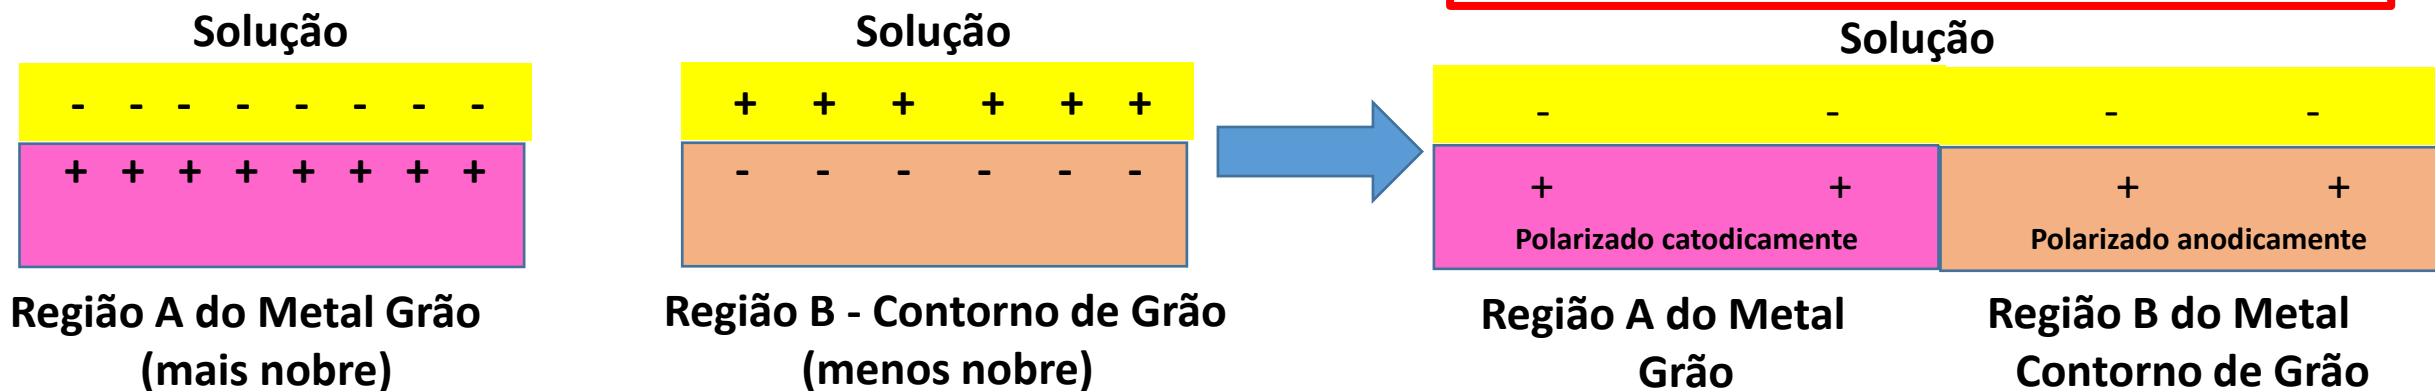 Solução
- - - - - - - -
+ + + + + + + +
Região A do Metal Grão
(mais nobre)
Solução
+ + + + + +
- - - - - -
Região B - Contorno de Grão
(menos nobre)
Solução
- - - -
+ + + +
Polarizado catodicamente
Polarizado anodicamente
Região A do Metal
Grão
Região B do Metal
Contorno de Grão